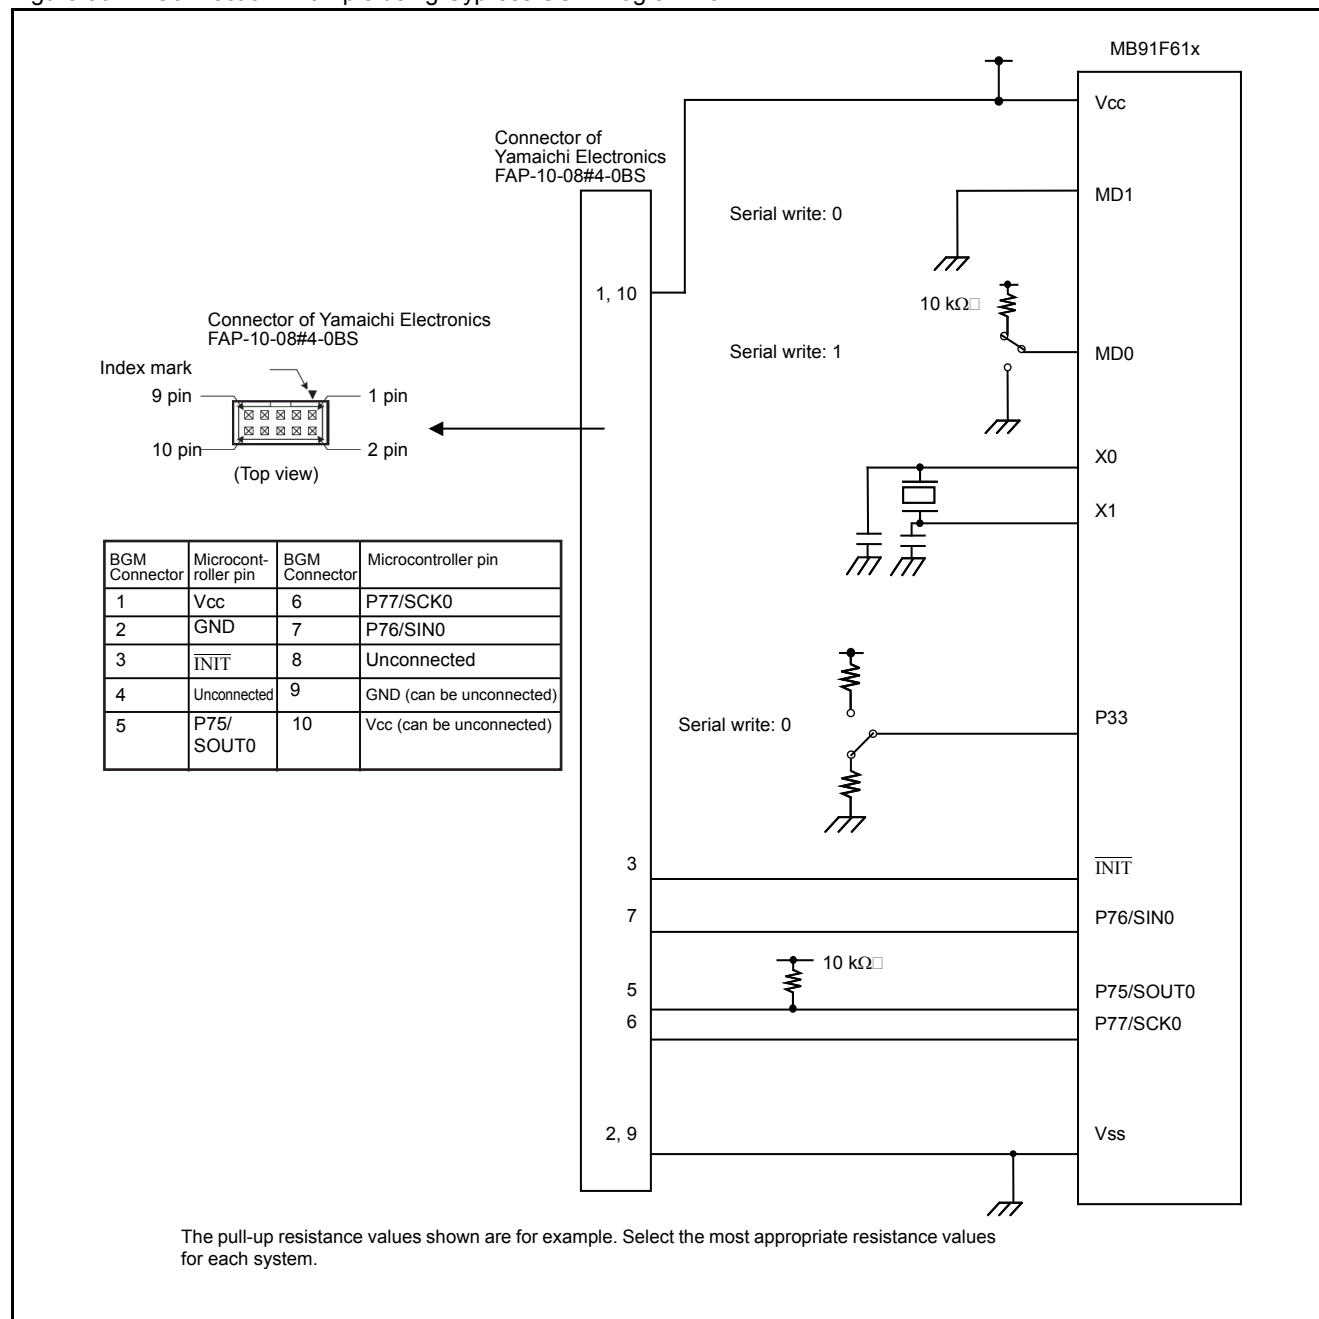 MB91F61x
Vcc
Connector of
Yamaichi Electronics
FAP-10-08#4-0BS
MD1
Serial write: 0
1, 10
10 kΩ□
Connector of Yamaichi Electronics
FAP-10-08#4-0BS
Serial write: 1
MD0
Index mark
9 pin
1 pin
10 pin
2 pin
(Top view)
X0
X1
BGM Connector
Microcont-roller pin
BGM Connector
Microcontroller pin
1
Vcc
6
P77/SCK0
2
GND
7
P76/SIN0
3
INIT
8
Unconnected
4
Unconnected
9
GND (can be unconnected)
5
P75/
SOUT0
10
Vcc (can be unconnected)
Serial write: 0
P33
3
INIT
7
P76/SIN0
10 kΩ□
5
P75/SOUT0
6
P77/SCK0
2, 9
Vss
The pull-up resistance values shown are for example. Select the most appropriate resistance values
for each system.